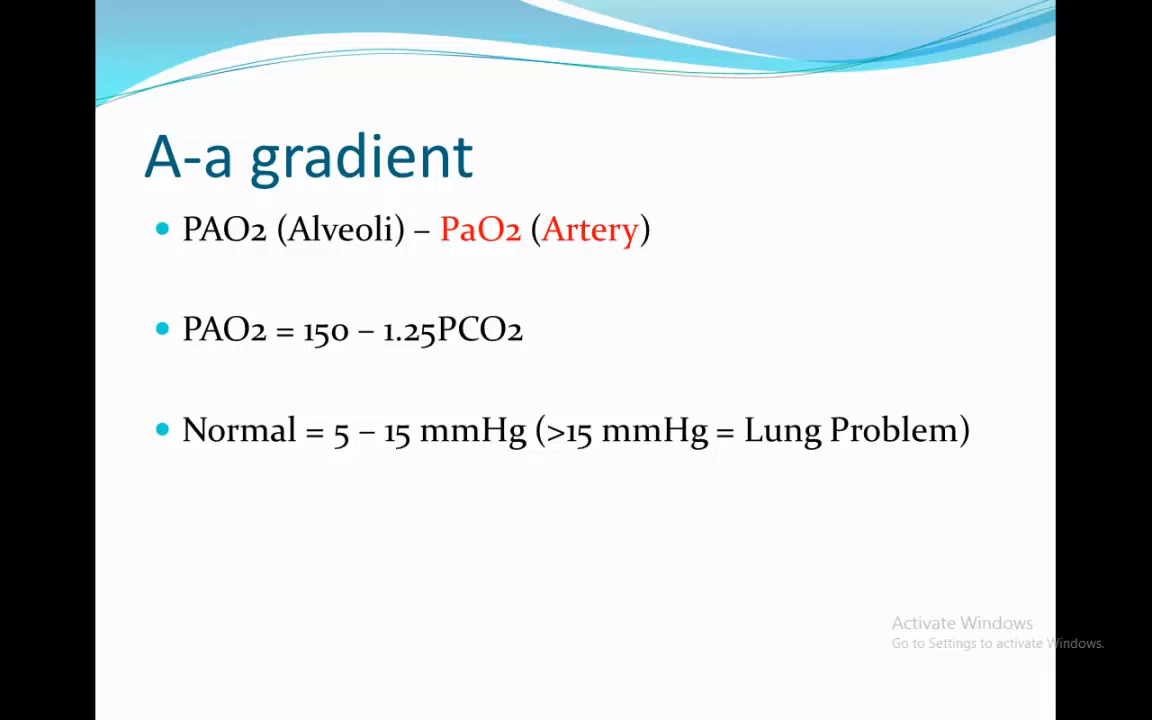 A-a gradient
PAO2 (Alveoli) – PaO2 (Artery)
PAO2 = 150 – 1.25PCO2
Normal = 5 – 15 mmHg (>15 mmHg = Lung Problem)
Activate Windows
Go to Settings to activate Windows.